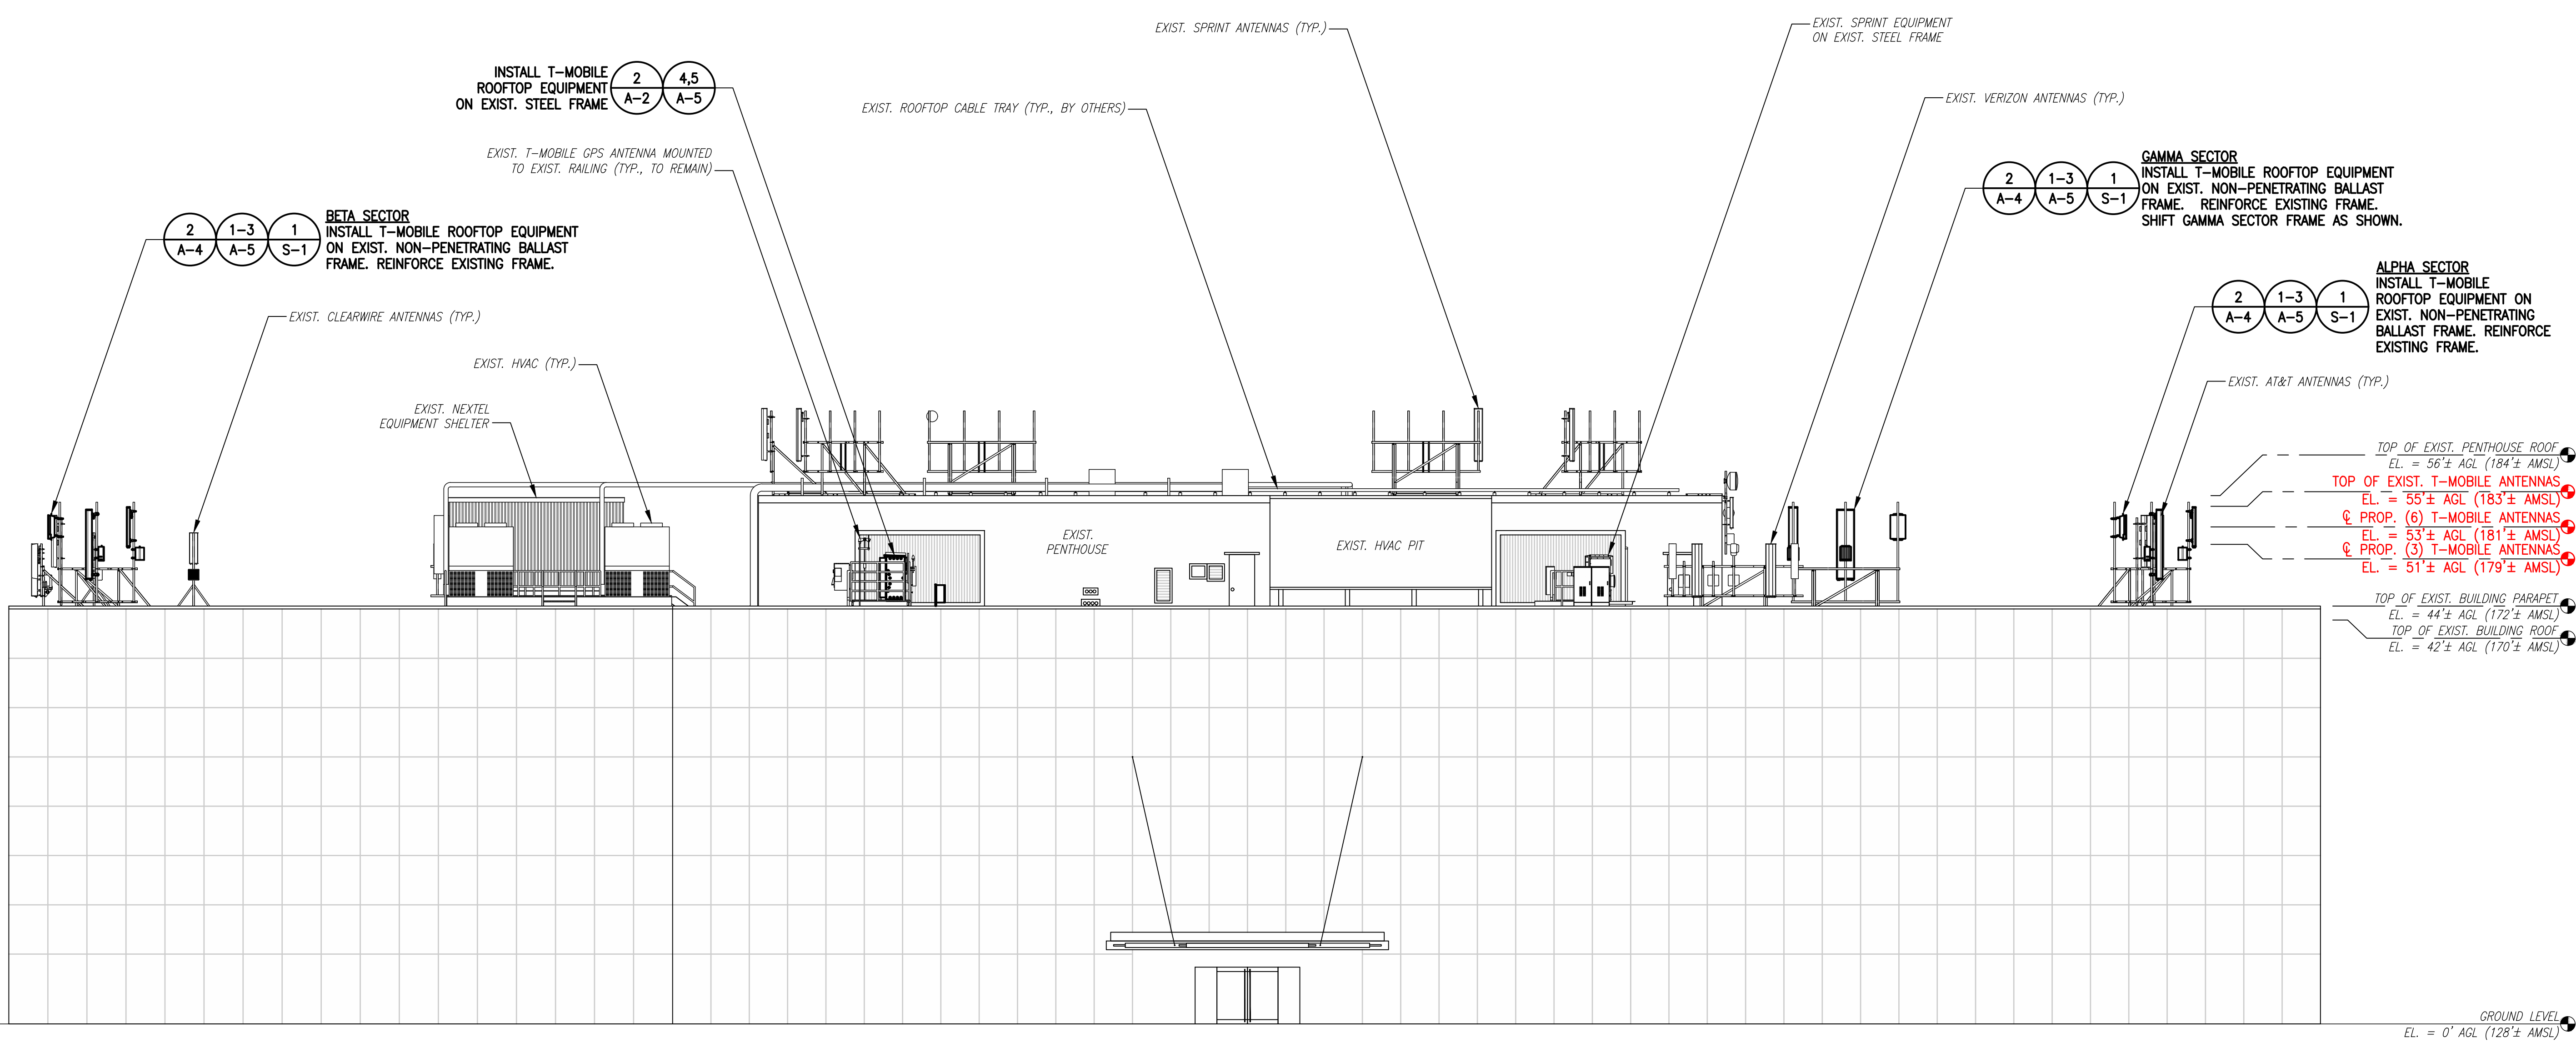 EXIST. SPRINT ANTENNAS (TYP.)
EXIST. SPRINT EQUIPMENT
ON EXIST. STEEL FRAME
INSTALL T-MOBILE
ROOFTOP EQUIPMENT
ON EXIST. STEEL FRAME
2
A-2
4,5
A-5
EXIST. ROOFTOP CABLE TRAY (TYP., BY OTHERS)
EXIST. VERIZON ANTENNAS (TYP.)
EXIST. T-MOBILE GPS ANTENNA MOUNTED
TO EXIST. RAILING (TYP., TO REMAIN)
2
A-4
1-3
A-5
1
S-1
GAMMA SECTOR
INSTALL T-MOBILE ROOFTOP EQUIPMENT
ON EXIST. NON-PENETRATING BALLAST
FRAME. REINFORCE EXISTING FRAME.
SHIFT GAMMA SECTOR FRAME AS SHOWN.
2
A-4
1-3
A-5
1
S-1
BETA SECTOR
INSTALL T-MOBILE ROOFTOP EQUIPMENT
ON EXIST. NON-PENETRATING BALLAST
FRAME. REINFORCE EXISTING FRAME.
2
A-4
1-3
A-5
1
S-1
ALPHA SECTOR
INSTALL T-MOBILE
ROOFTOP EQUIPMENT ON
EXIST. NON-PENETRATING
BALLAST FRAME. REINFORCE
EXISTING FRAME.
EXIST. CLEARWIRE ANTENNAS (TYP.)
EXIST. HVAC (TYP.)
EXIST. AT&T ANTENNAS (TYP.)
EXIST. NEXTEL
EQUIPMENT SHELTER
TOP OF EXIST. PENTHOUSE ROOF
EL. = 56'± AGL (184'± AMSL)
TOP OF EXIST. T-MOBILE ANTENNAS
EL. = 55'± AGL (183'± AMSL)
℄ PROP. (6) T-MOBILE ANTENNAS
EL. = 53'± AGL (181'± AMSL)
℄ PROP. (3) T-MOBILE ANTENNAS
EL. = 51'± AGL (179'± AMSL)
EXIST.
PENTHOUSE
EXIST. HVAC PIT
TOP OF EXIST. BUILDING PARAPET
EL. = 44'± AGL (172'± AMSL)
TOP OF EXIST. BUILDING ROOF
EL. = 42'± AGL (170'± AMSL)
GROUND LEVEL
EL. = 0' AGL (128'± AMSL)